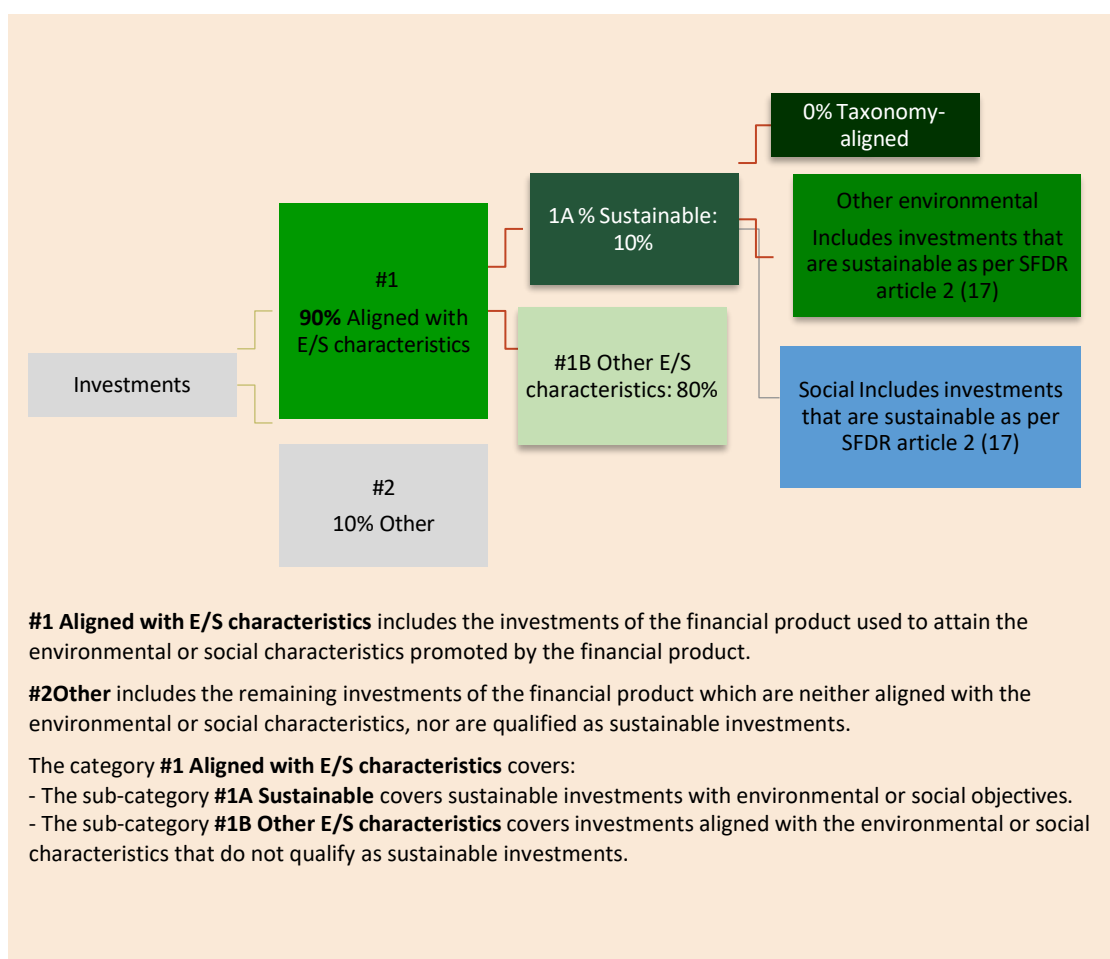 0% Taxonomy-
aligned
1A % Sustainable:
10%
Other environmental
Includes investments that
are sustainable as per SFDR
article 2 (17)
#1
90% Aligned with
E/S characteristics
#1B Other E/S
characteristics: 80%
Investments
Social Includes investments
that are sustainable as per
SFDR article 2 (17)
#2
10% Other
#1 Aligned with E/S characteristics includes the investments of the financial product used to attain the
environmental or social characteristics promoted by the financial product.
#2Other includes the remaining investments of the financial product which are neither aligned with the
environmental or social characteristics, nor are qualified as sustainable investments.
The category #1 Aligned with E/S characteristics covers:
- The sub-category #1A Sustainable covers sustainable investments with environmental or social objectives.
- The sub-category #1B Other E/S characteristics covers investments aligned with the environmental or social
characteristics that do not qualify as sustainable investments.